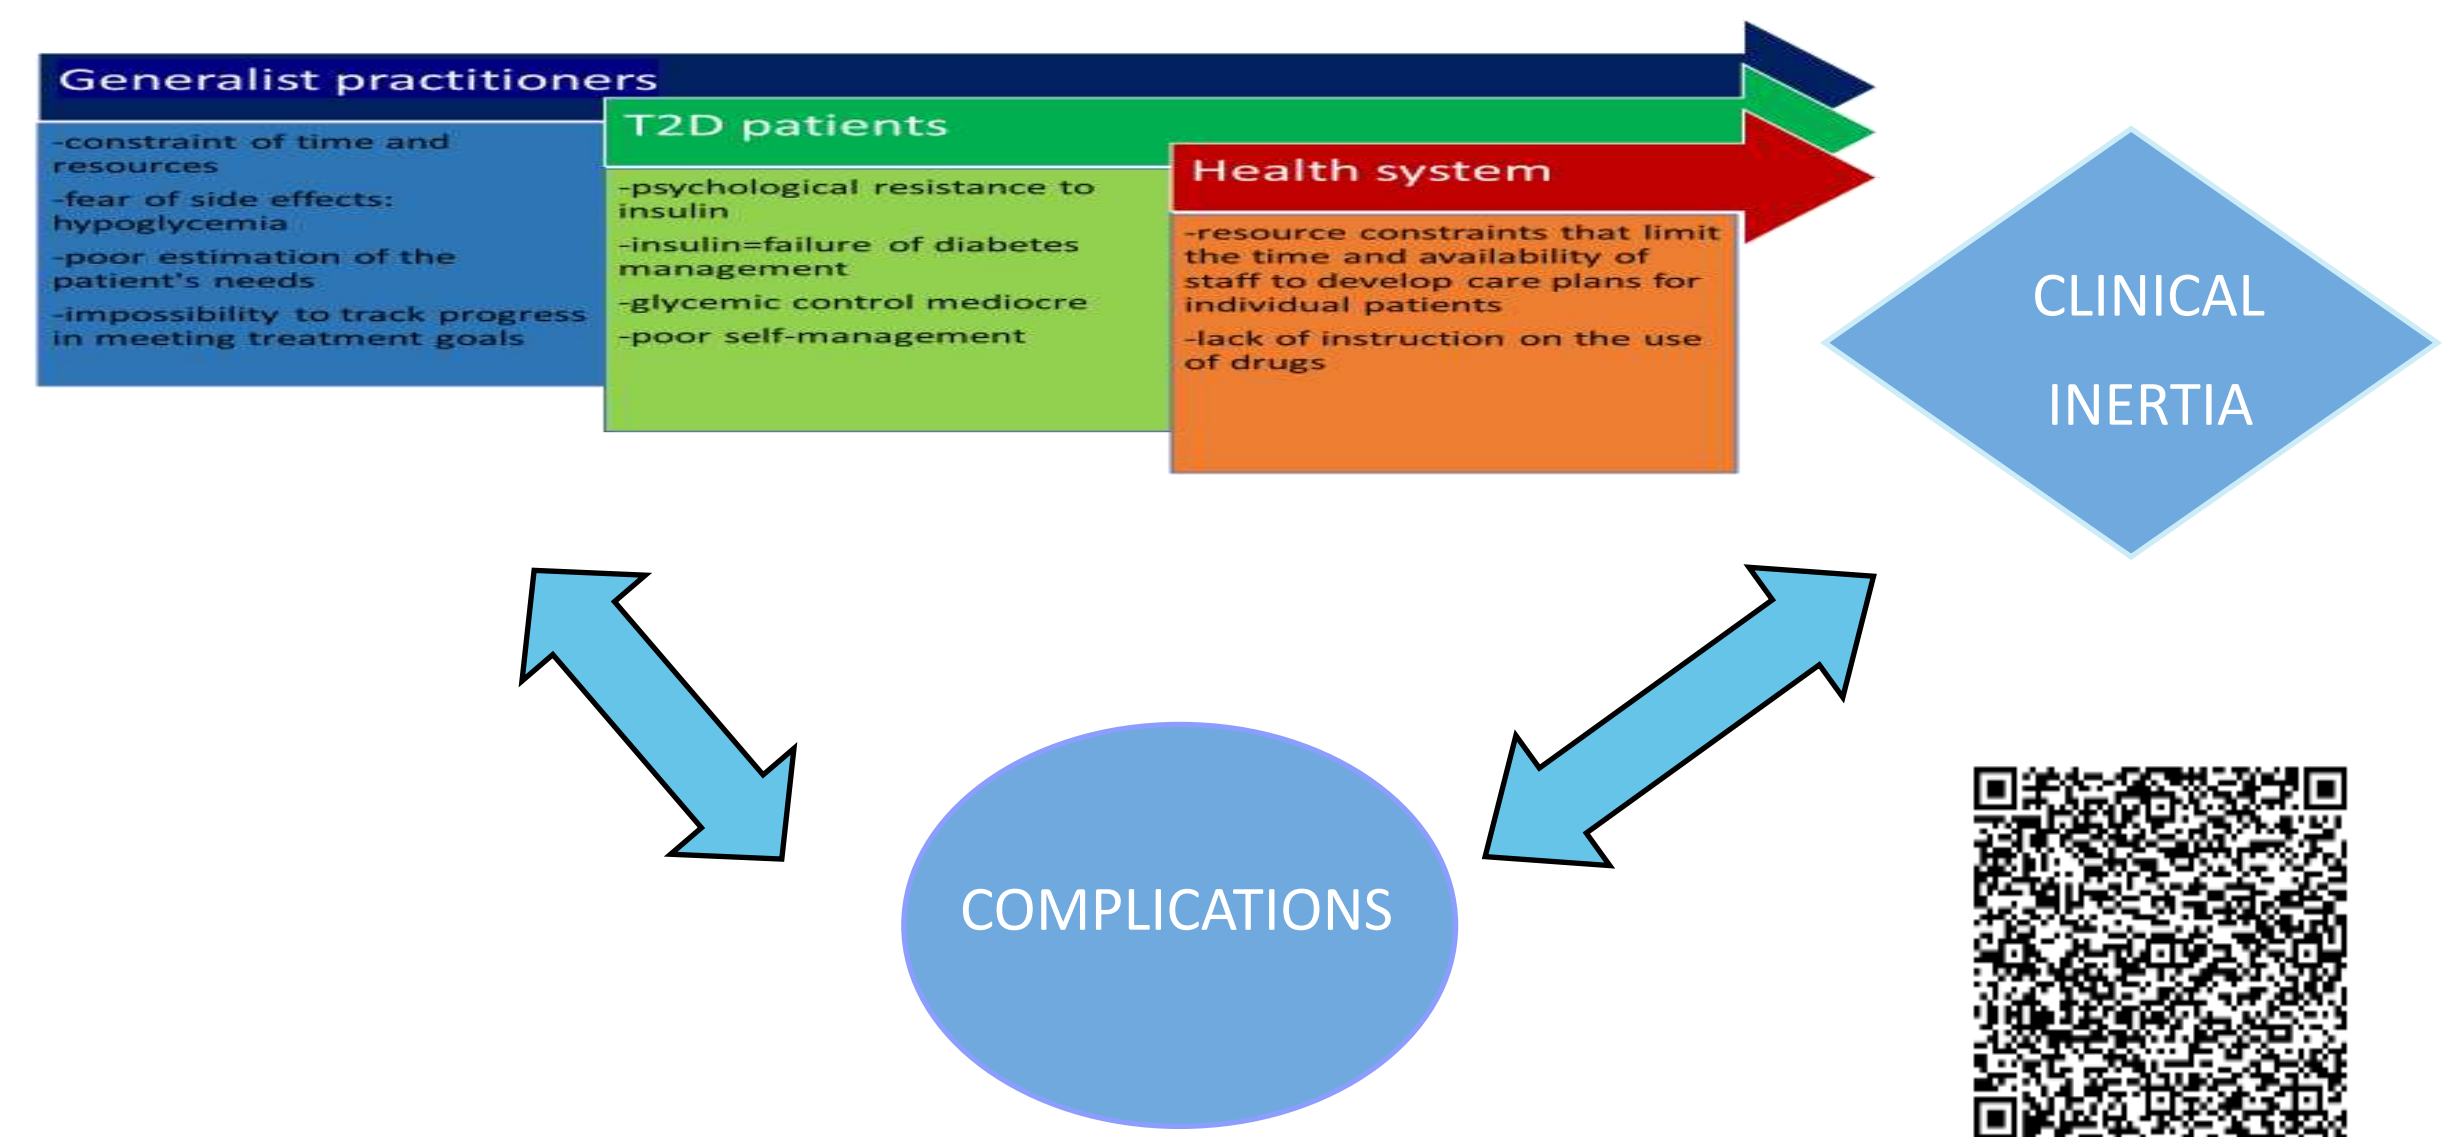 Generalist practitioners
-constraint of time and
resources
-fear of side effects:
hypoglycemia
-poor estimation of the
patient's needs
-impossibility to track progress
in meeting treatment goals
T2D patients
-psychological resistance to
insulin
-insulin=failure of diabetes
management
-glycemic control mediocre
-poor self-management
Health system
-resource constraints that limit
the time and availability of
staff to develop care plans for
individual patients
-lack of instruction on the use
of drugs
CLINICAL
INERTIA
COMPLICATIONS